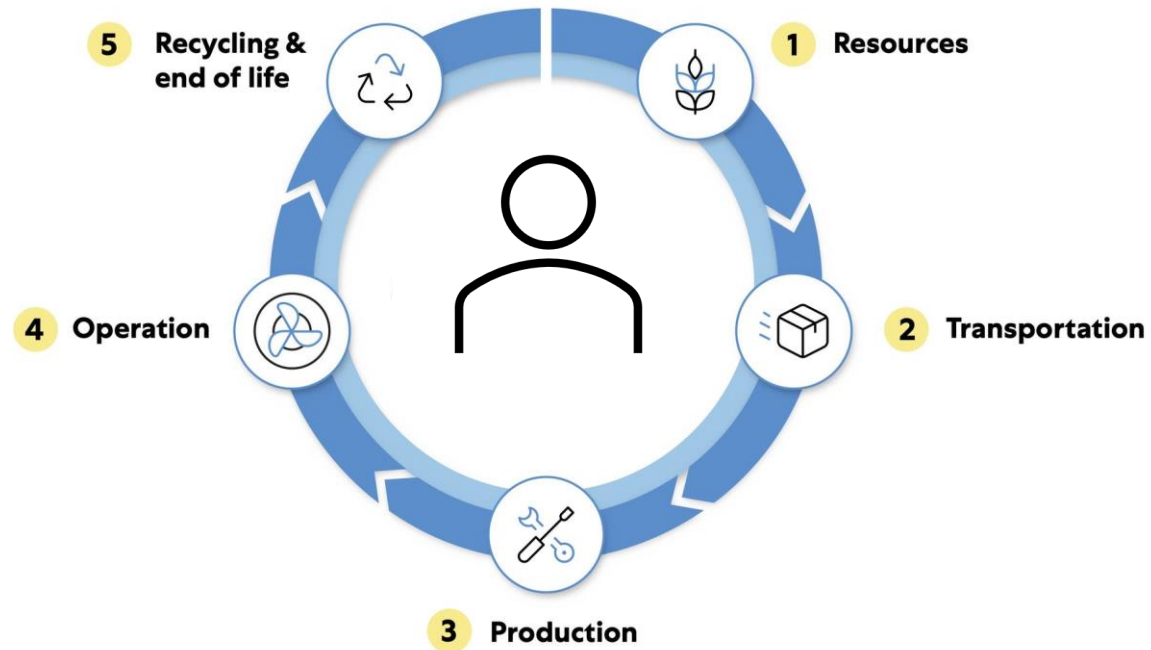 1 Resources
2 Transportation
3 Production
4 Operation
5 Recycling &
end of life